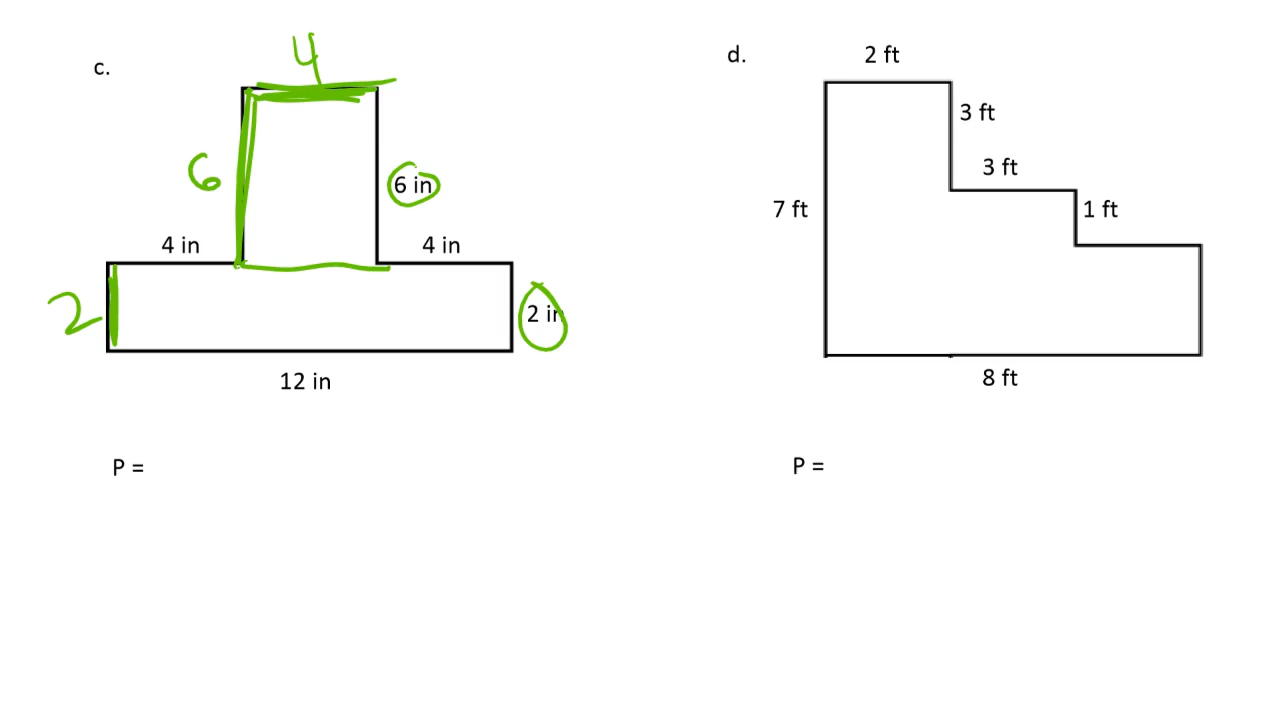 c.
4
6
6 in
4 in
4 in
2
2 in
12 in
P =
d.
2 ft
3 ft
3 ft
7 ft
1 ft
8 ft
P =